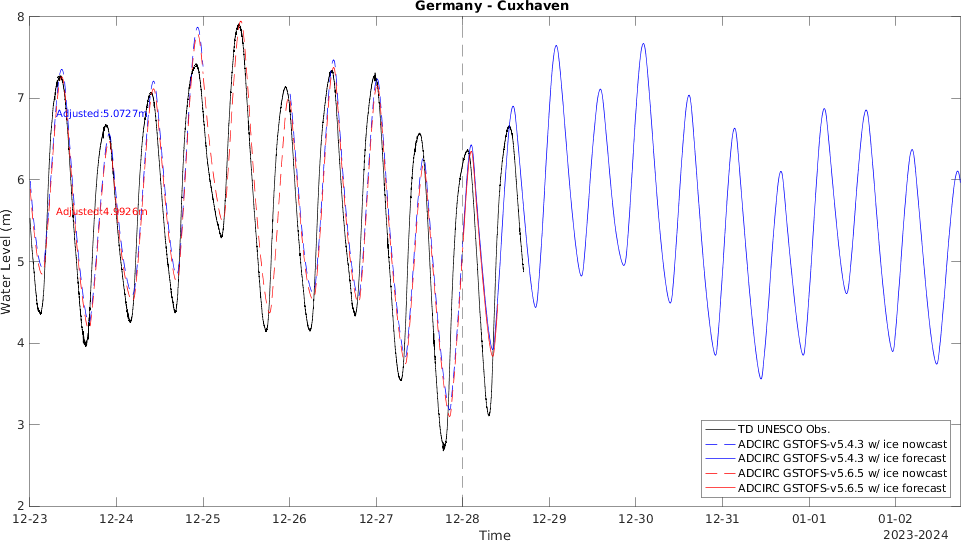 Germany - Cuxhaven
8
7
6
5
4
3
2
Water Level (m)
Adjusted:5.0727m
Adjusted:4.9926m
TD UNESCO Obs.
ADCIRC GSTOFS-v5.4.3 w/ ice nowcast
ADCIRC GSTOFS-v5.4.3 w/ ice forecast
ADCIRC GSTOFS-v5.6.5 w/ ice nowcast
ADCIRC GSTOFS-v5.6.5 w/ ice forecast
12-23 12-24 12-25 12-26 12-27 12-28 12-29 12-30 12-31 01-01 01-02
Time
2023-2024